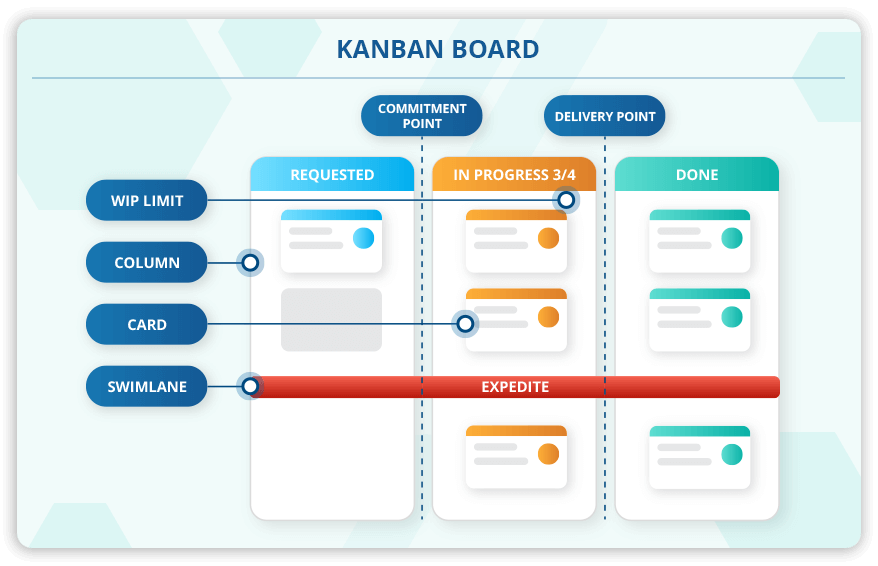 KANBAN BOARD
COMMITMENT
POINT
DELIVERY POINT
REQUESTED
IN PROGRESS 3/4
DONE
WIP LIMIT
COLUMN
CARD
SWIMLANE
EXPEDITE